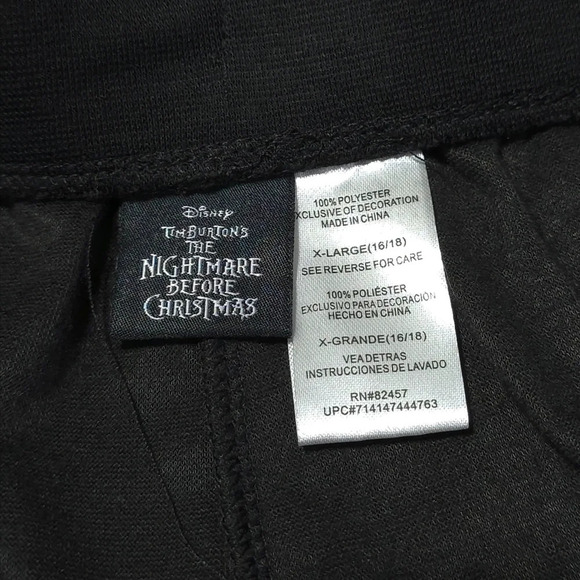 Disney
Tim Burton's
The
Nightmare
Before
Christmas
100% POLYESTER
XCLUSIVE OF DECORATION
MADE IN CHINA
X-LARGE(16/18)
SEE REVERSE FOR CARE
100% POLIÉSTER
EXCLUSIVO PARA DECORACIÓN
HECHO EN CHINA
X-GRANDE(16/18)
VEA DETRAS
INSTRUCCIONES DE LAVADO
RN#82457
UPC#714147444763